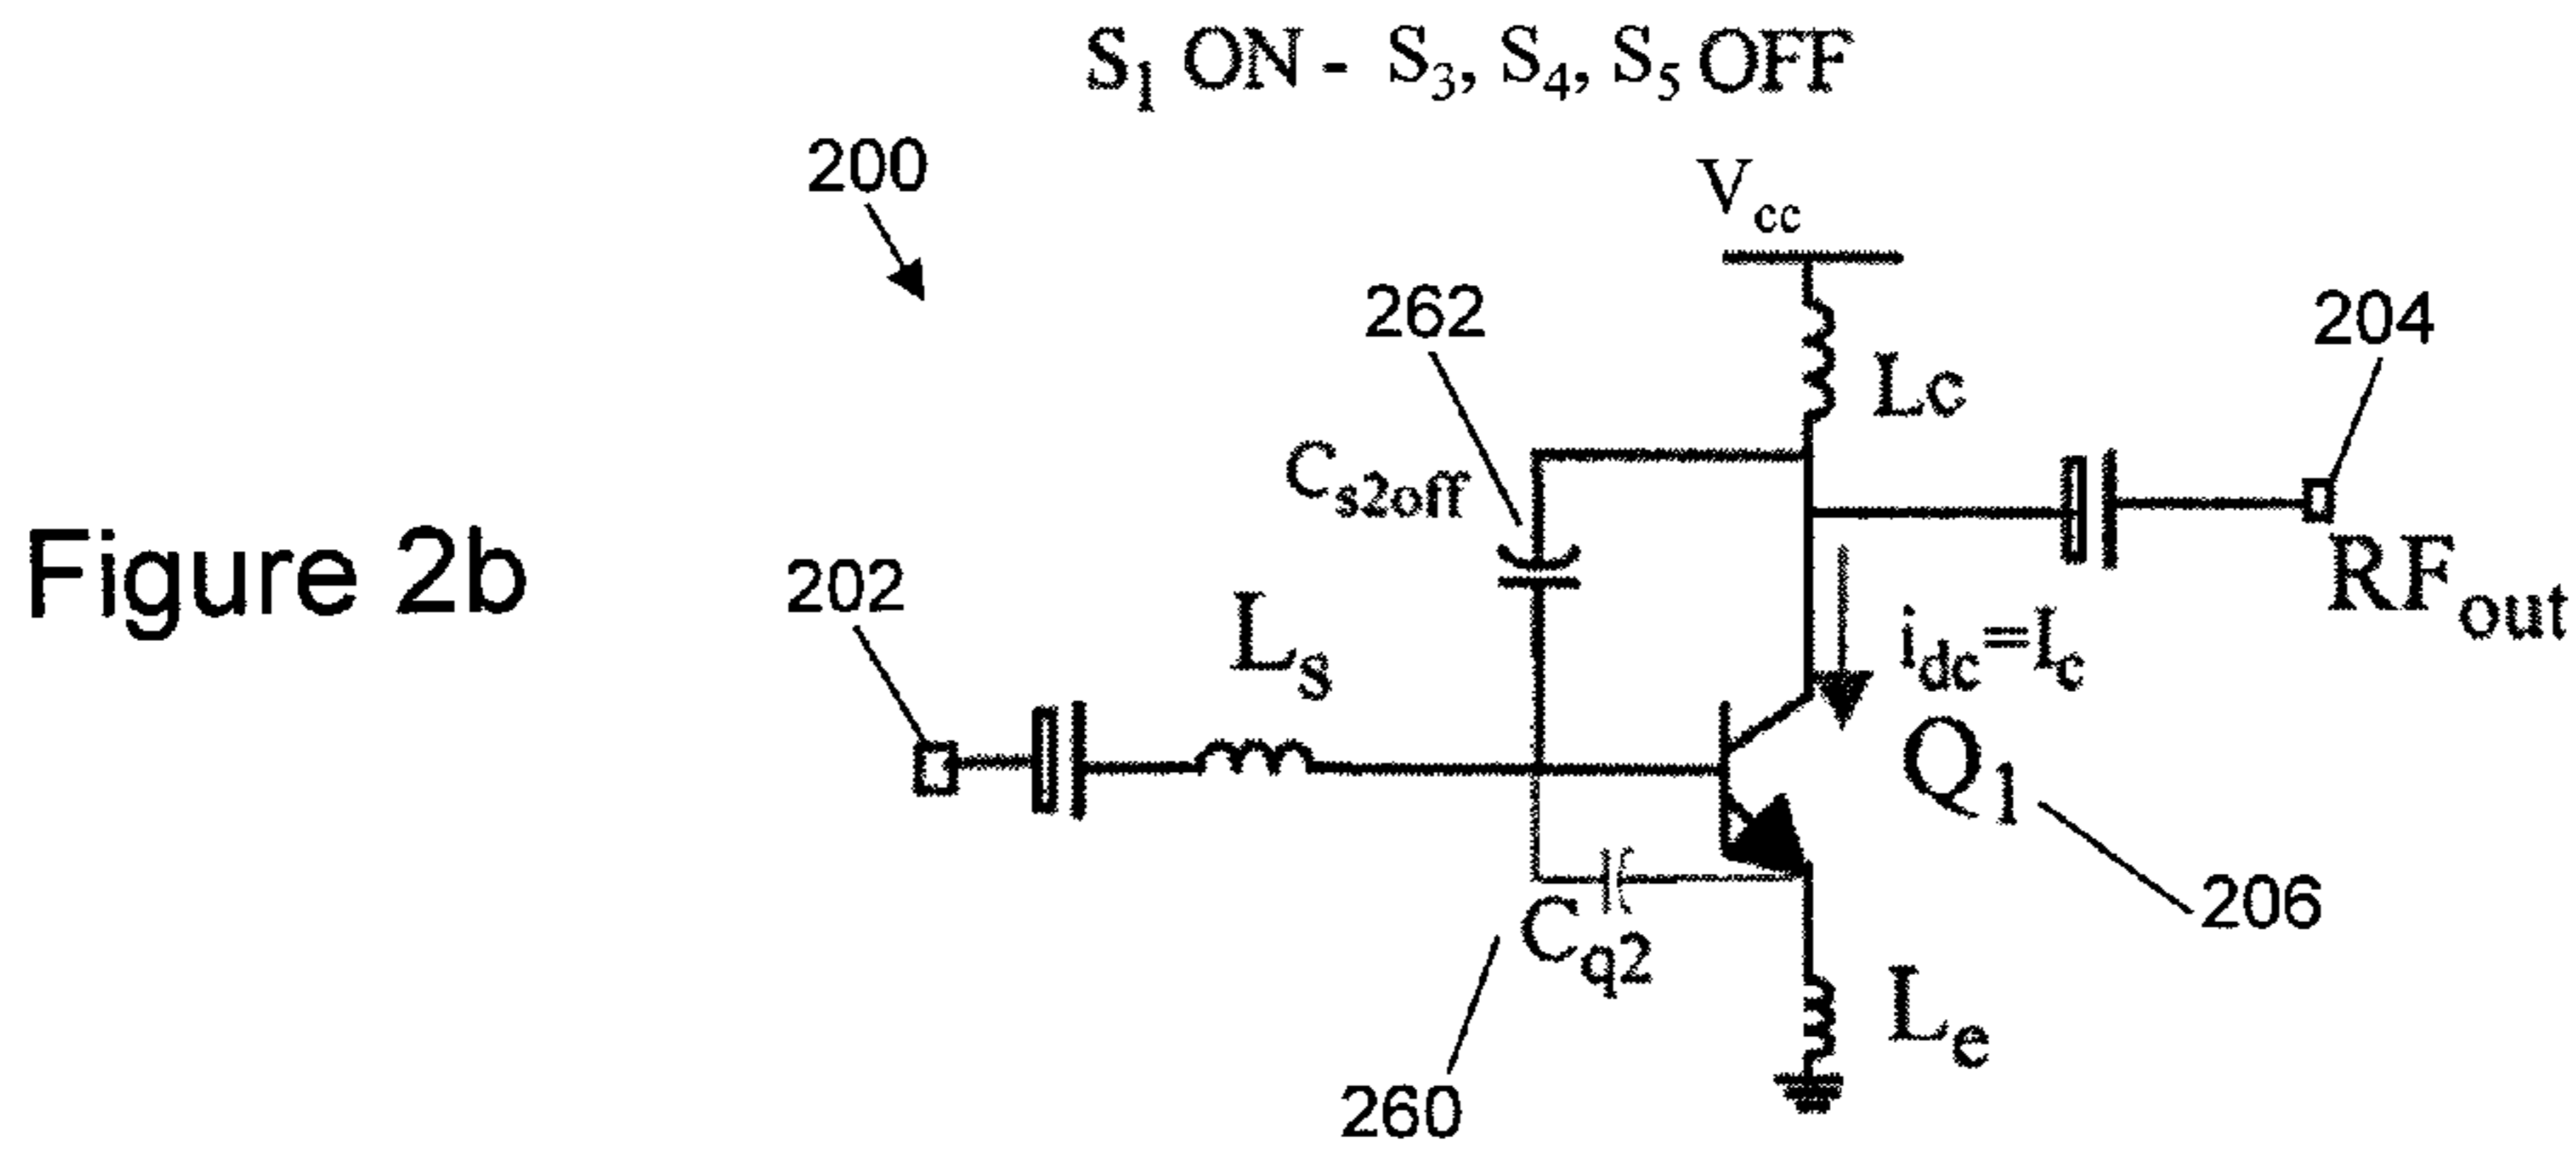 S1 ON - S3, S4, S5 OFF
200
Vcc
262
204
Lc
Cs2off
Figure 2b
202
Ls
RFout
idc=Ic
Q1
Cq2
206
Le
260